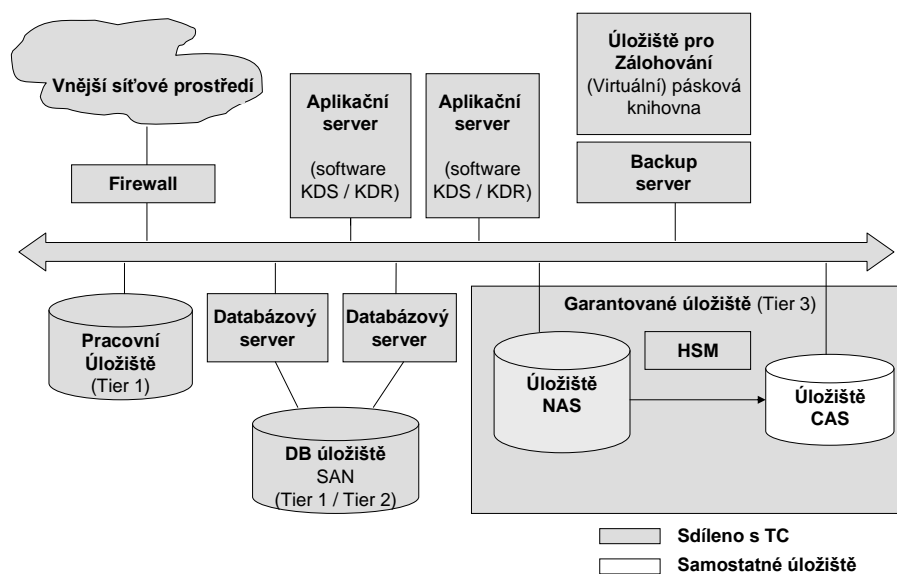 Vnější síťové prostředí
Firewall
Aplikační
server
(software
KDS / KDR)
Aplikační
server
(software
KDS / KDR)
Úložiště pro
Zálohování
(Virtuální) pásková
knihovna
Backup
server
Pracovní
Úložiště
(Tier 1)
Databázový
server
Databázový
server
DB úložiště
SAN
(Tier 1 / Tier 2)
Garantované úložiště (Tier 3)
HSM
Úložiště
NAS
Úložiště
CAS
Sdíleno s TC
Samostatné úložiště